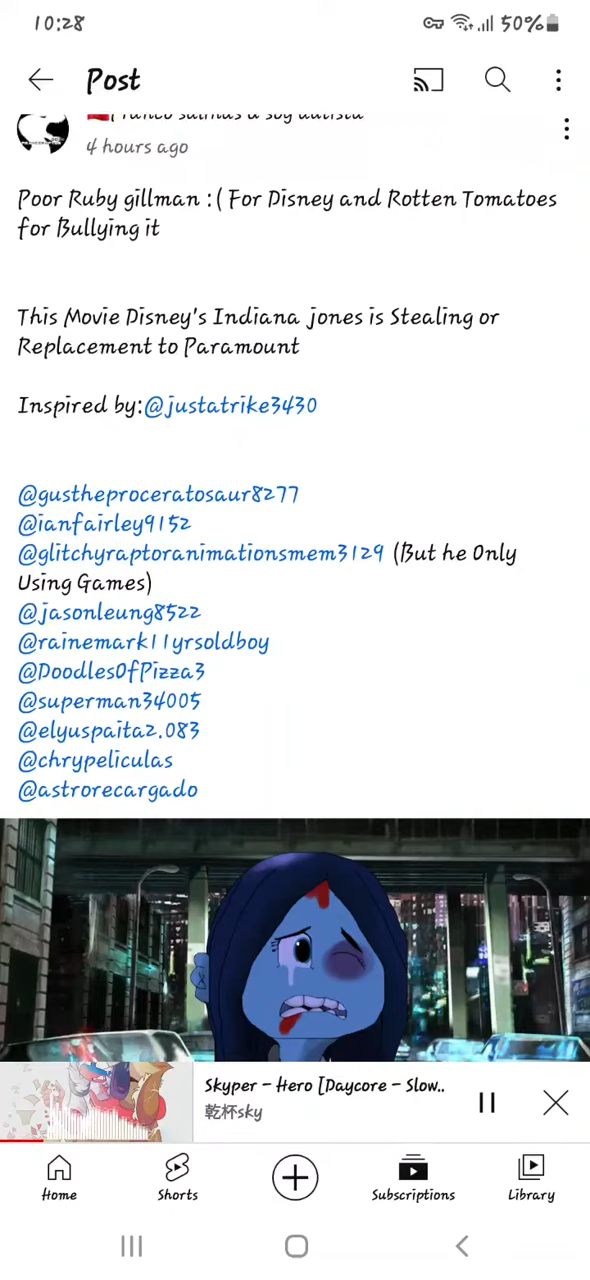 10:28
50%
Post
4 hours ago
Poor Ruby gillman :( For Disney and Rotten Tomatoes
for Bullying it
This Movie Disney's Indiana jones is Stealing or
Replacement to Paramount
Inspired by:@justatrike3430
@gustheproceratosaur8277
@ianfairley9152
@glitchyraptoranimationsmem3129 (But he Only
Using Games)
@jasonleung8522
@rainemark11yrsoldboy
@DoodlesOfPizza3
@superman34005
@elyuspaita2.083
@chrypeliculas
@astrorecargado
Skyper - Hero [Daycore - Slow..
乾杯sky
Home
Shorts
Subscriptions
Library